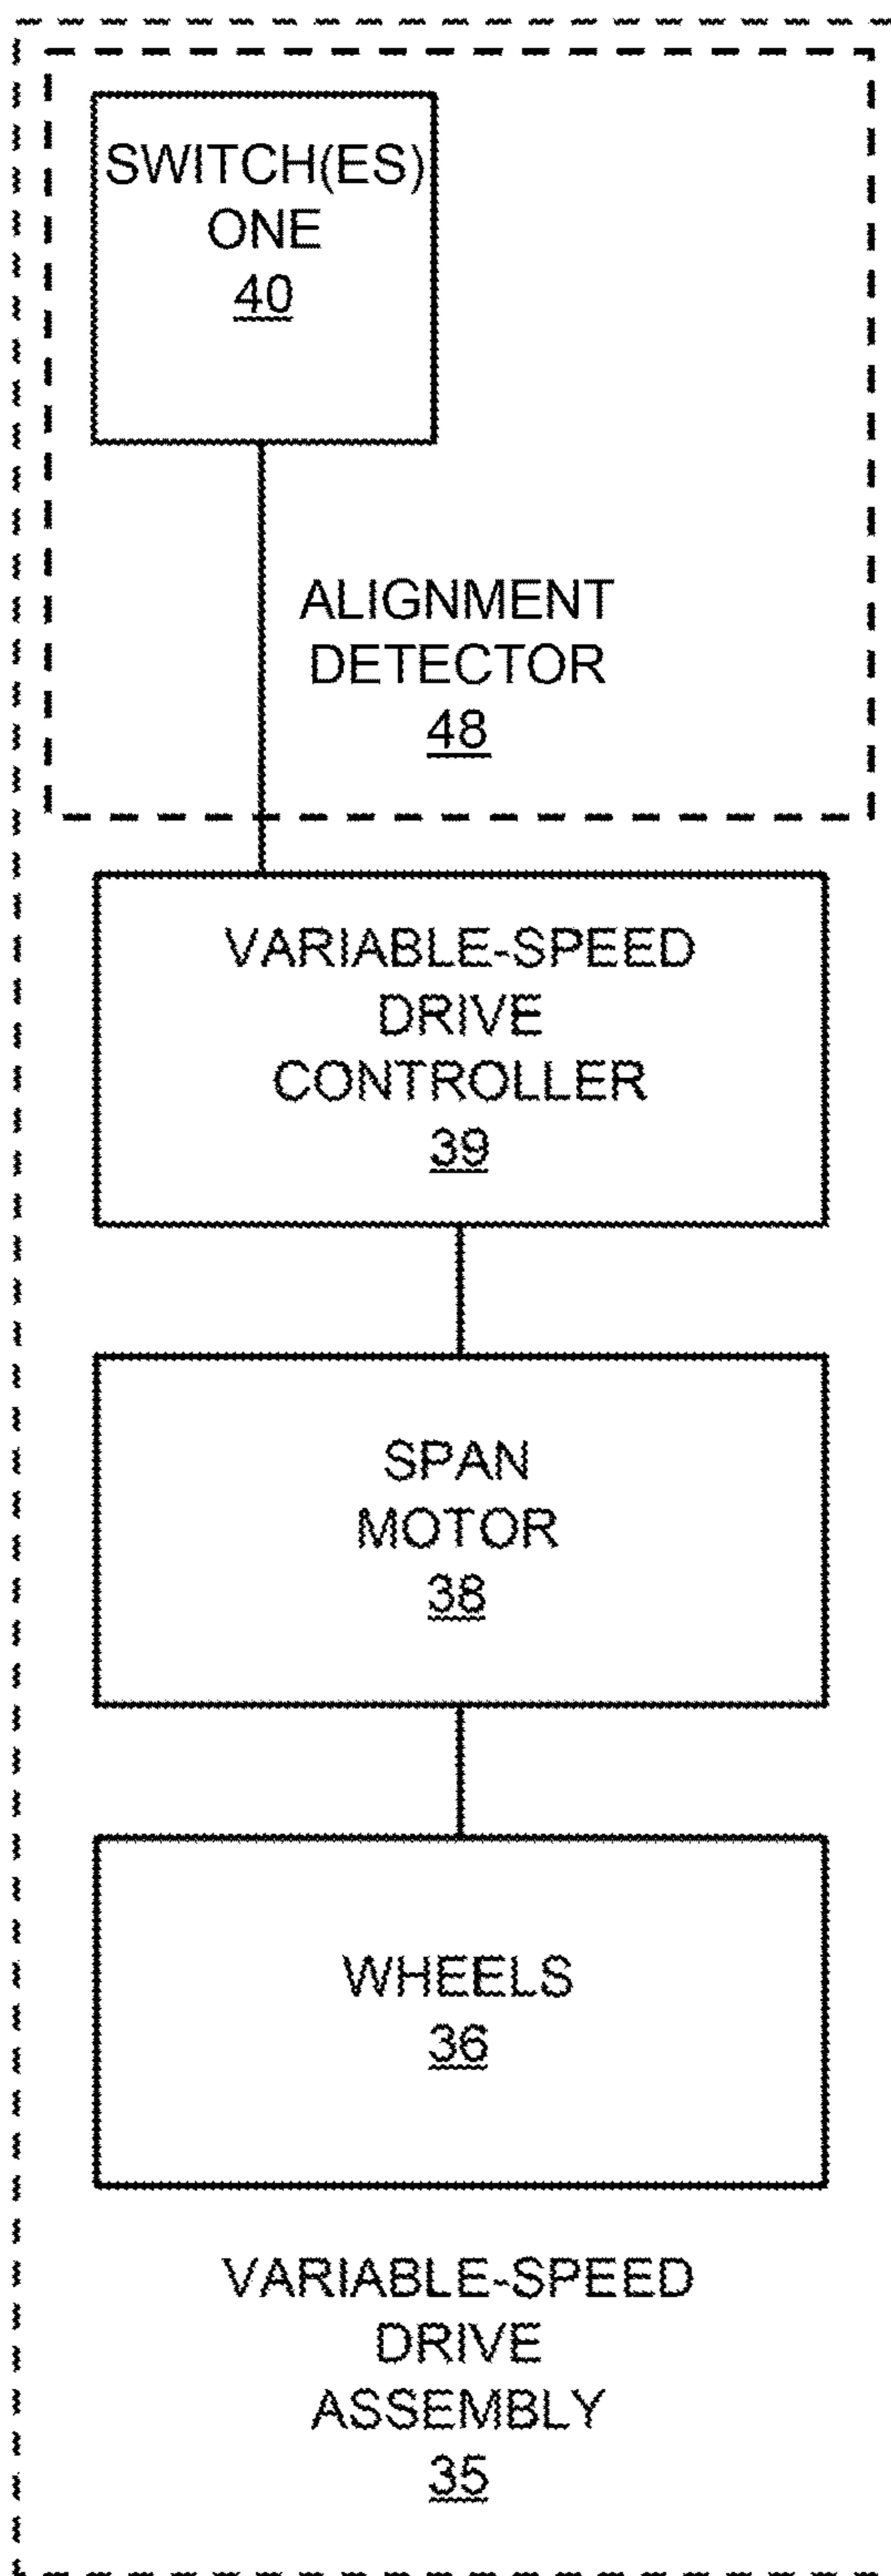 SWITCH(ES)
ONE
40
ALIGNMENT
DETECTOR
48
VARIABLE-SPEED
DRIVE
CONTROLLER
39
SPAN
MOTOR
38
WHEELS
36
VARIABLE-SPEED
DRIVE
ASSEMBLY
35